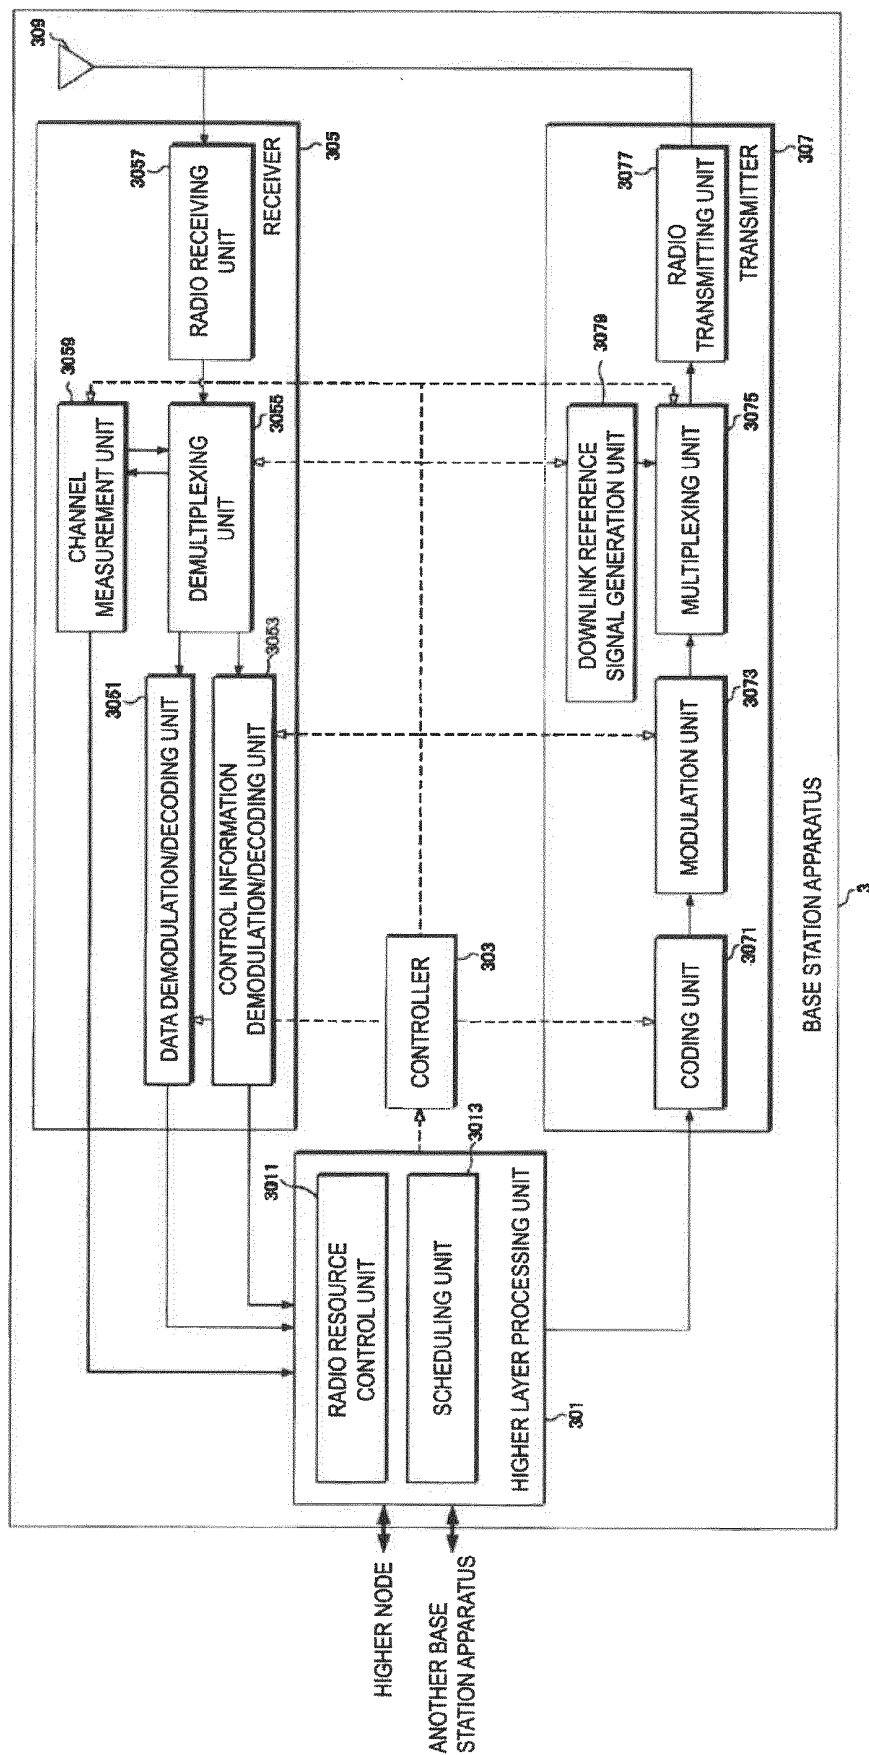 309
3057
RADIO RECEIVING
UNIT
RECEIVER
305
3059
CHANNEL
MEASUREMENT UNIT
DEMULTIPLEXING
UNIT
3055
3051
DATA DEMODULATION/DECODING UNIT
3053
CONTROL INFORMATION
DEMODULATION/DECODING UNIT
CONTROLLER
303
3011
RADIO RESOURCE
CONTROL UNIT
3013
SCHEDULING UNIT
HIGHER LAYER PROCESSING UNIT
301
HIGHER NODE
ANOTHER BASE
STATION APPARATUS
3079
DOWNLINK REFERENCE
SIGNAL GENERATION UNIT
3077
RADIO
TRANSMITTING UNIT
TRANSMITTER
307
MULTIPLEXING UNIT
3075
MODULATION UNIT
3073
CODING UNIT
3071
BASE STATION APPARATUS
3